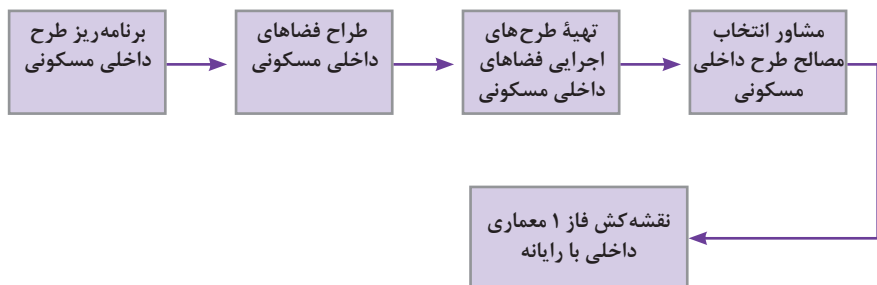 برنامه‌ریز طرح
داخلی مسکونی
طراح فضاهای
داخلی مسکونی
تهیهٔ طرح‌های
اجرایی فضاهای
داخلی مسکونی
مشاور انتخاب
مصالح طرح داخلی
مسکونی
نقشه‌کش فاز ۱ معماری
داخلی با رایانه